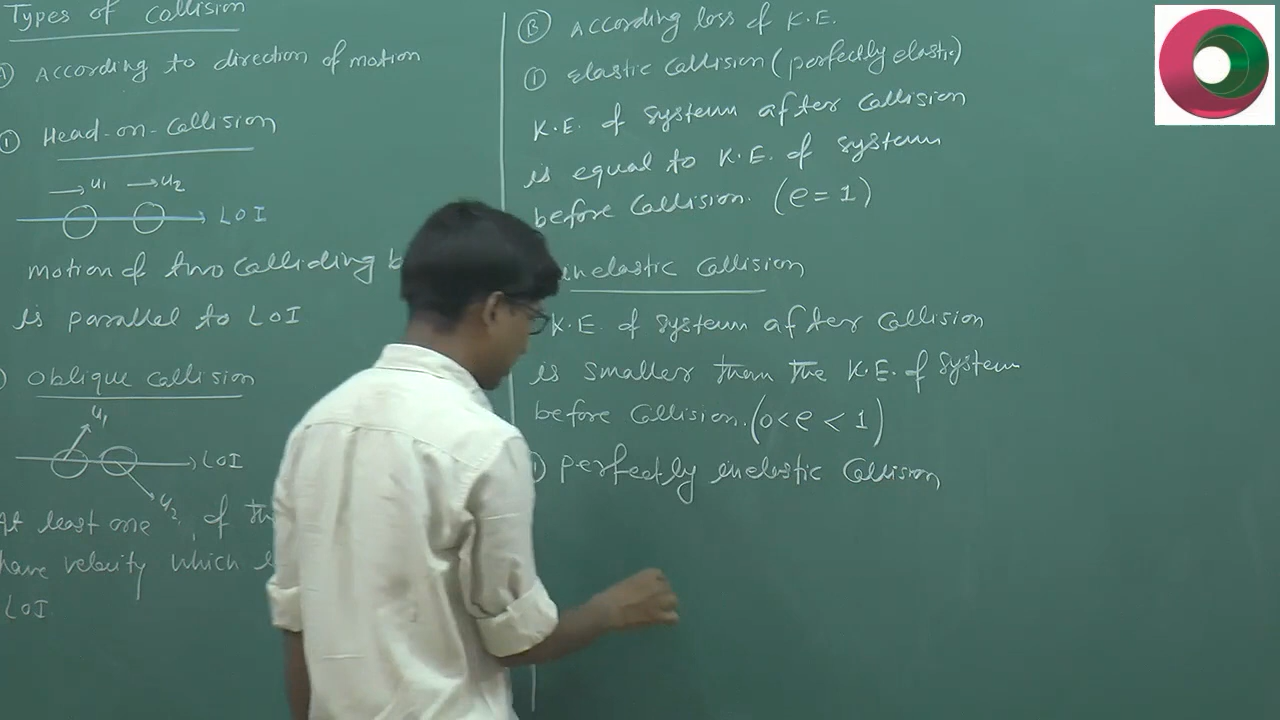 Types of Collision
A) According to direction of motion
① Head-on-Collision
u₁ u₂
LOI
motion of two Colliding
is parallel to LOI
Oblique Collision
u₁
LOI
u₂
At least one of
have velocity which
LOI
Ⓑ According loss of K.E.
① elastic Collision (perfectly elastic)
K.E. of system after Collision
is equal to K.E. of system
before Collision. (e = 1)
inelastic Collision
K.E. of system after Collision
is smaller than the K.E. of system
before Collision. (0 < e < 1)
perfectly inelastic Collision